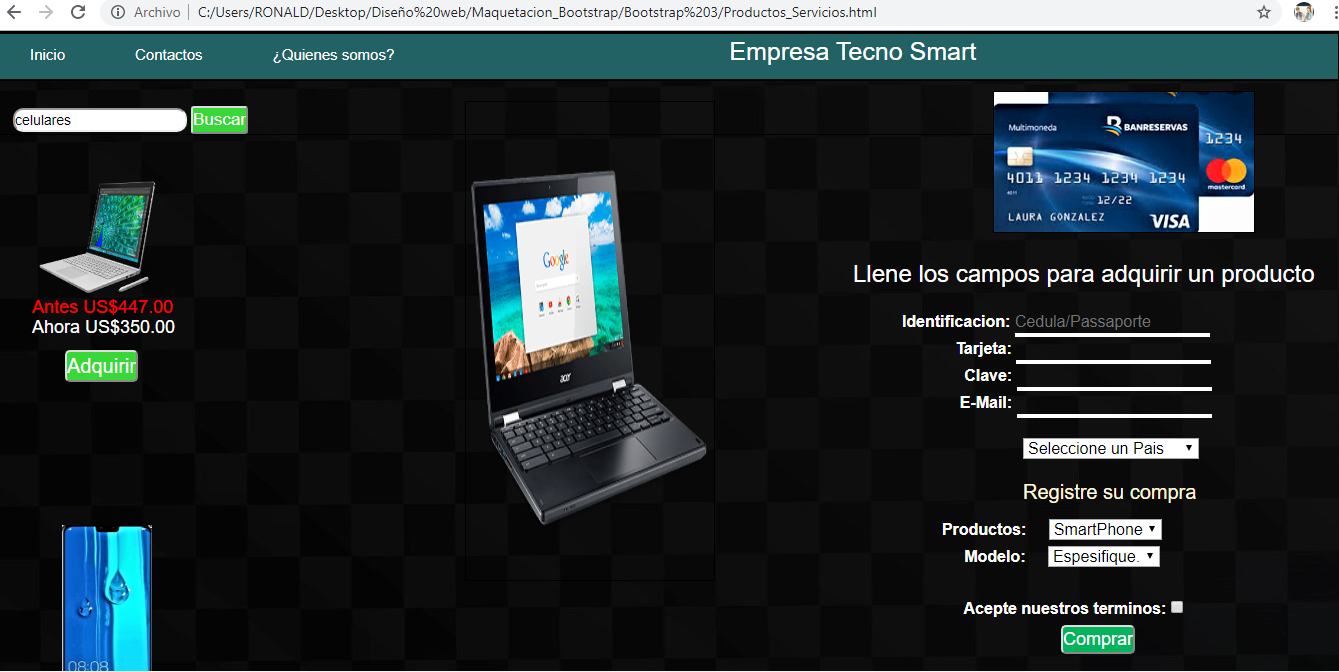 Archivo | C:/Users/RONALD/Desktop/Diseño%20web/Maquetacion_Bootstrap/Bootstrap%203/Productos_Servicios.html
Inicio Contactos ¿Quienes somos? Empresa Tecno Smart
celulares Buscar
Multimoneda BANRESERVAS
1234
4011 1234 1234 1234
4011
mastercard
12/22
LAURA GONZALEZ VISA
Google
acer
Antes US$447.00
Ahora US$350.00
Adquirir
Llene los campos para adquirir un producto
Identificacion: Cedula/Passaporte
Tarjeta:
Clave:
E-Mail:
Seleccione un Pais
Registre su compra
Productos: SmartPhone
Modelo: Espesifique.
Acepte nuestros terminos:
Comprar
08:08